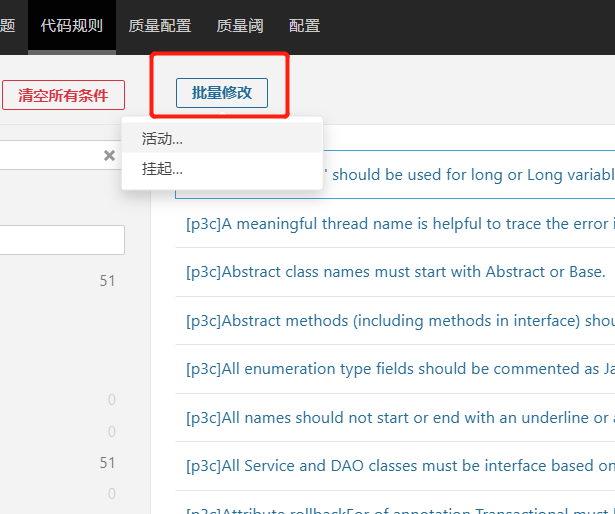 题 代码规则 质量配置 质量阈 配置
清空所有条件 批量修改
活动...
挂起...
' should be used for long or Long variabl
[p3c]A meaningful thread name is helpful to trace the error i
51
[p3c]Abstract class names must start with Abstract or Base.
[p3c]Abstract methods (including methods in interface) shou
[p3c]All enumeration type fields should be commented as Ja
0
[p3c]All names should not start or end with an underline or a
0
51
[p3c]All Service and DAO classes must be interface based on
0
[p3c]Attribute rollbackFor of annotation Transactional must b